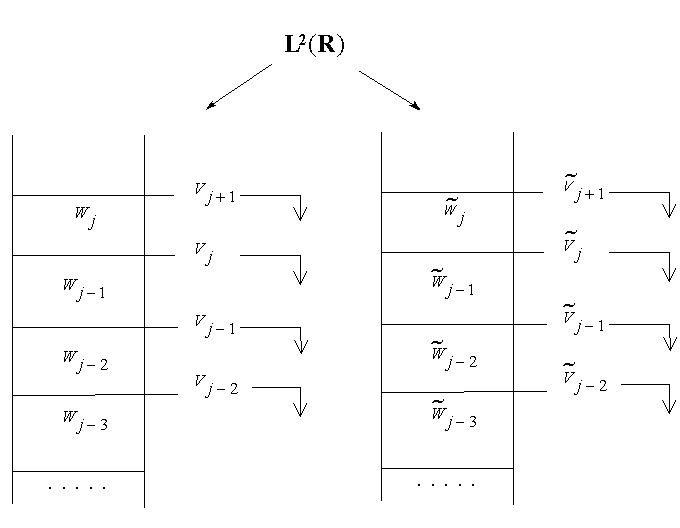 L²(R)
V_{j+1} Ṽ_{j+1}
W_j W̃_j
V_j Ṽ_j
W_{j−1} W̃_{j−1}
V_{j−1} Ṽ_{j−1}
W_{j−2} W̃_{j−2}
V_{j−2} Ṽ_{j−2}
W_{j−3} W̃_{j−3}
. . . . . . . . . .